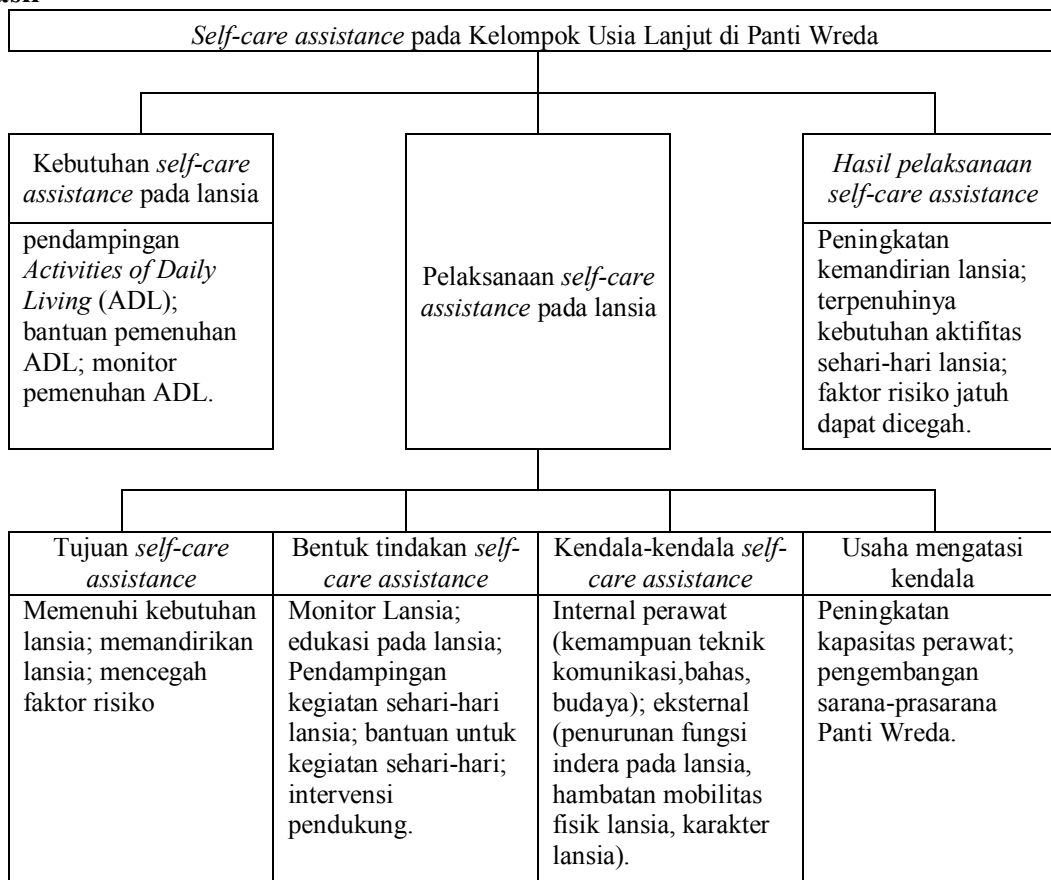 Self-care assistance pada Kelompok Usia Lanjut di Panti Wreda
Kebutuhan self-care
assistance pada lansia
pendampingan
Activities of Daily
Living (ADL);
bantuan pemenuhan
ADL; monitor
pemenuhan ADL.
Pelaksanaan self-care
assistance pada lansia
Hasil pelaksanaan
self-care assistance
Peningkatan
kemandirian lansia;
terpenuhinya
kebutuhan aktifitas
sehari-hari lansia;
faktor risiko jatuh
dapat dicegah.
Tujuan self-care
assistance
Memenuhi kebutuhan
lansia; memandirikan
lansia; mencegah
faktor risiko
Bentuk tindakan self-
care assistance
Monitor Lansia;
edukasi pada lansia;
Pendampingan
kegiatan sehari-hari
lansia; bantuan untuk
kegiatan sehari-hari;
intervensi
pendukung.
Kendala-kendala self-
care assistance
Internal perawat
(kemampuan teknik
komunikasi,bahas,
budaya); eksternal
(penurunan fungsi
indera pada lansia,
hambatan mobilitas
fisik lansia, karakter
lansia).
Usaha mengatasi
kendala
Peningkatan
kapasitas perawat;
pengembangan
sarana-prasarana
Panti Wreda.